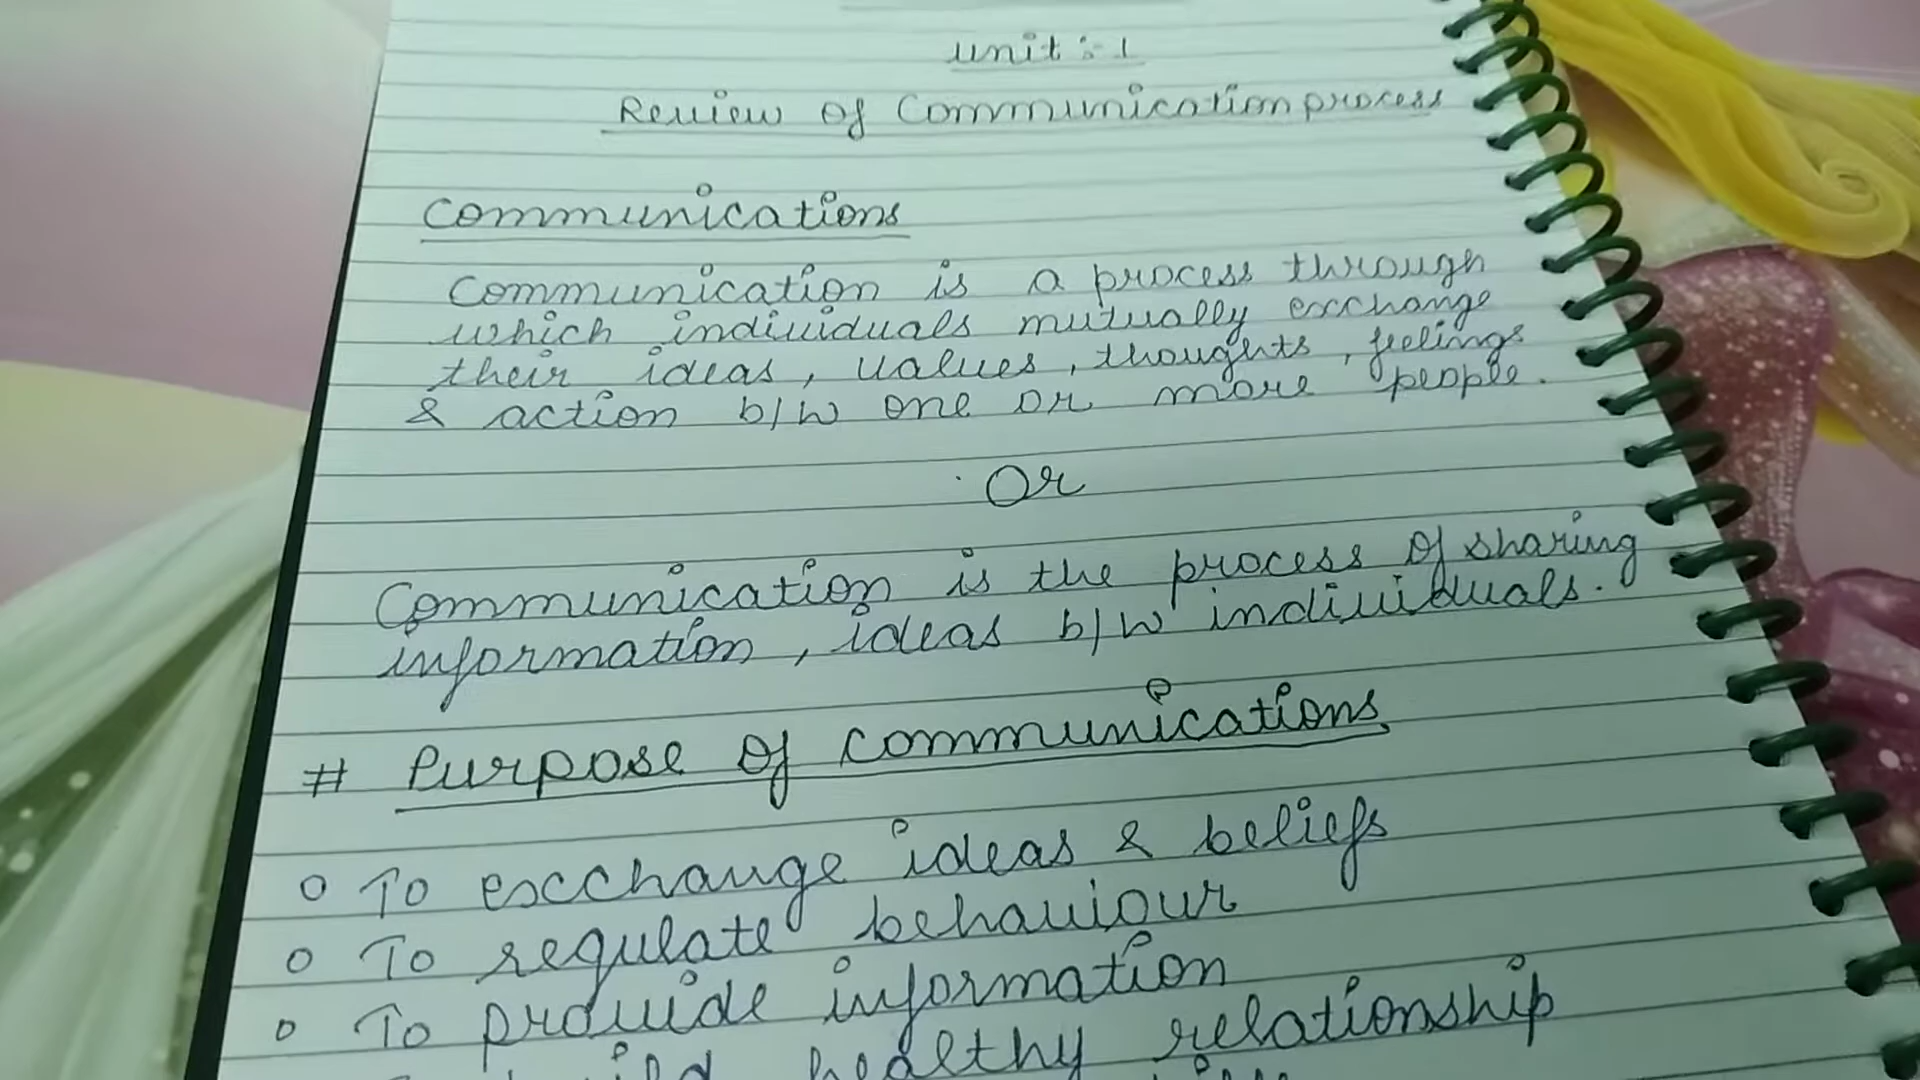 Unit :- 1
Review of Communication process
Communications
Communication is a process through
which individuals mutually exchange
their ideas, values, thoughts, feelings
& action b/w one or more people.
Or
Communication is the process of sharing
information, ideas b/w individuals.
# Purpose of communications
o To exchange ideas & beliefs
o To regulate behaviour
o To provide information
healthy relationship